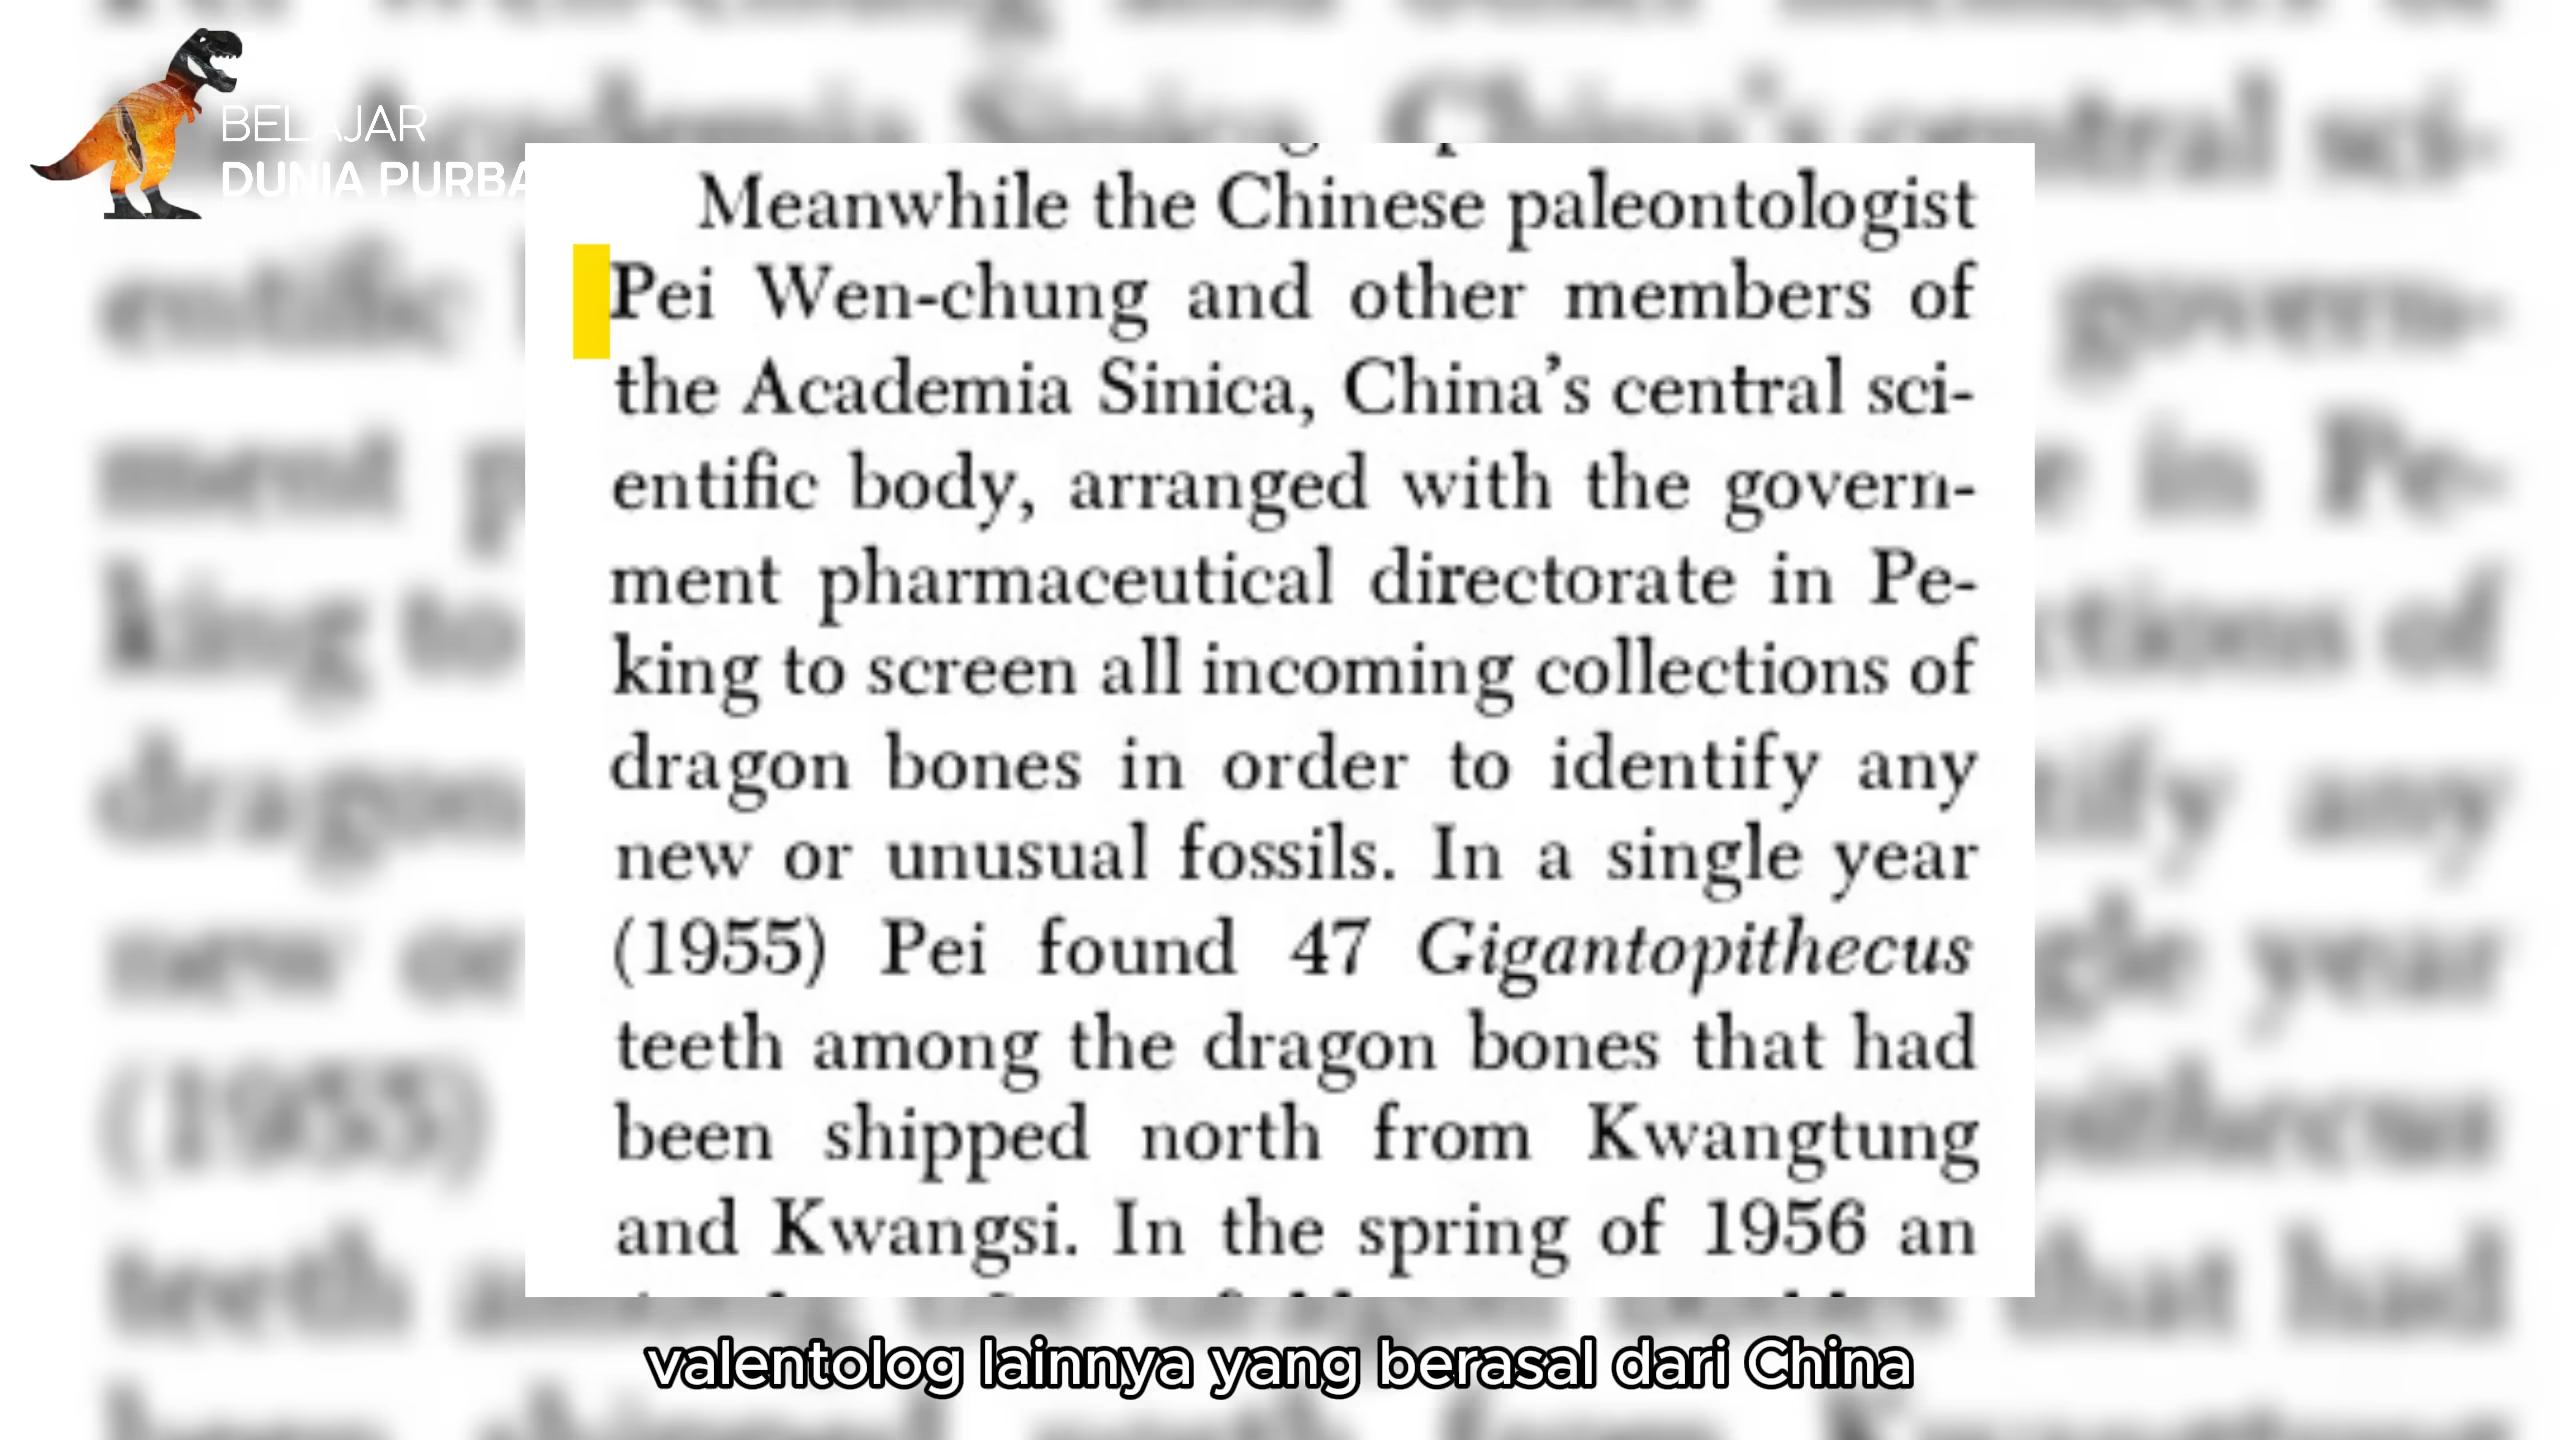 BELAJAR
DUNIA PURBA
Meanwhile the Chinese paleontologist
Pei Wen-chung and other members of
the Academia Sinica, China's central sci-
entific body, arranged with the govern-
ment pharmaceutical directorate in Pe-
king to screen all incoming collections of
dragon bones in order to identify any
new or unusual fossils. In a single year
(1955) Pei found 47 Gigantopithecus
teeth among the dragon bones that had
been shipped north from Kwangtung
and Kwangsi. In the spring of 1956 an
valentolog lainnya yang berasal dari China